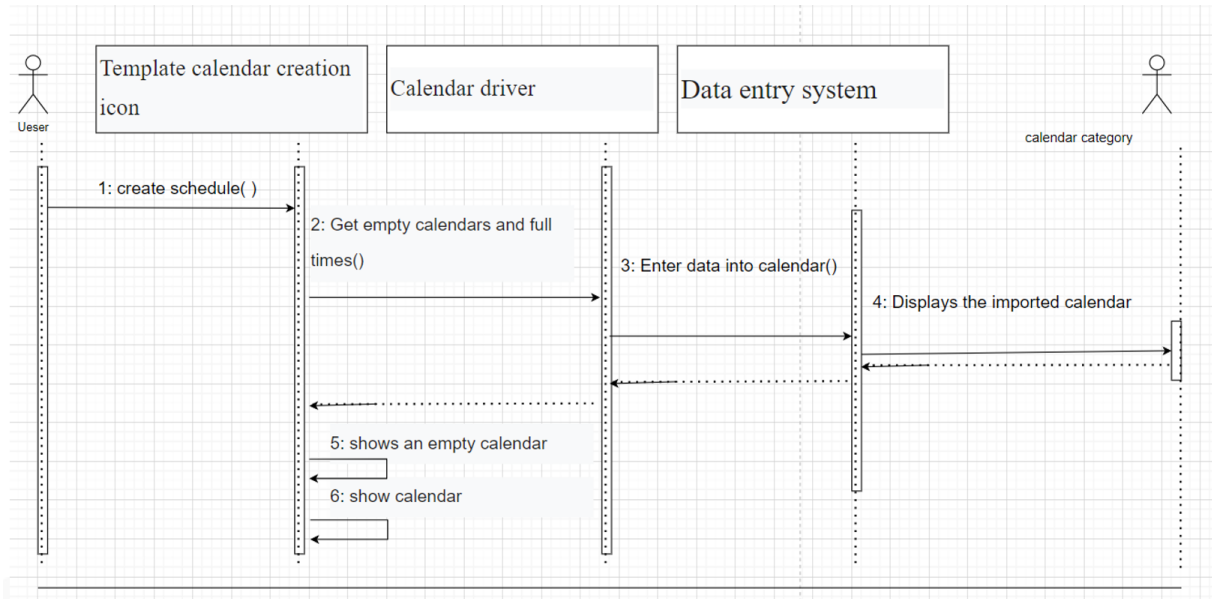 Template calendar creation
icon
Calendar driver
Data entry system
Ueser
calendar category
1: create schedule( )
2: Get empty calendars and full
times()
3: Enter data into calendar()
4: Displays the imported calendar
5: shows an empty calendar
6: show calendar